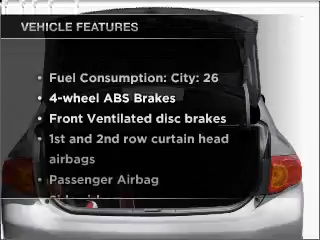 VEHICLE FEATURES
• Fuel Consumption: City: 26
• 4-wheel ABS Brakes
• Front Ventilated disc brakes
• 1st and 2nd row curtain head
airbags
• Passenger Airbag